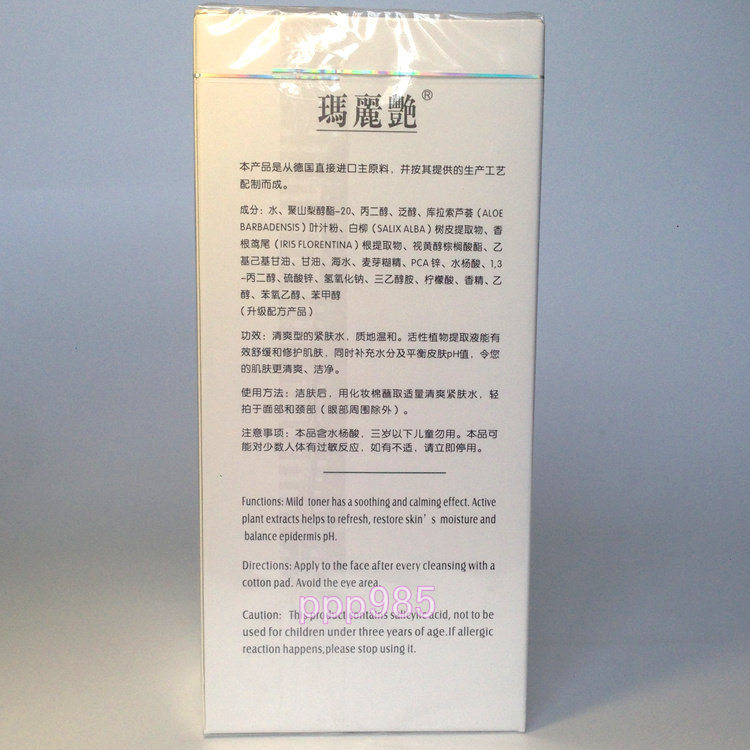 瑪麗艷®
本产品是从德国直接进口主原料，并按其提供的生产工艺
配制而成。
成分：水、聚山梨醇酯-20、丙二醇、泛醇、库拉索芦荟（ALOE
BARBADENSIS）叶汁粉、白柳（SALIX ALBA）树皮提取物、香
根鸢尾（IRIS FLORENTINA）根提取物、视黄醇棕榈酸酯、乙
基己基甘油、甘油、海水、麦芽糊精、PCA 锌、水杨酸、1,3
-丙二醇、硫酸锌、氢氧化钠、三乙醇胺、柠檬酸、香精、乙
醇、苯氧乙醇、苯甲醇
（升级配方产品）
功效：清爽型的紧肤水，质地温和。活性植物提取液能有
效舒缓和修护肌肤，同时补充水分及平衡皮肤pH值，令您
的肌肤更清爽、洁净。
使用方法：洁肤后，用化妆棉蘸取适量清爽紧肤水，轻
拍于面部和颈部（眼部周围除外）。
注意事项：本品含水杨酸，三岁以下儿童勿用。本品可
能对少数人体有过敏反应，如有不适，请立即停用。
Functions: Mild toner has a soothing and calming effect. Active
plant extracts helps to refresh, restore skin's moisture and
balance epidermis pH.
Directions: Apply to the face after every cleansing with a
cotton pad. Avoid the eye area.
ppp985
Caution: This product contains salicylic acid, not to be
used for children under three years of age.If allergic
reaction happens,please stop using it.